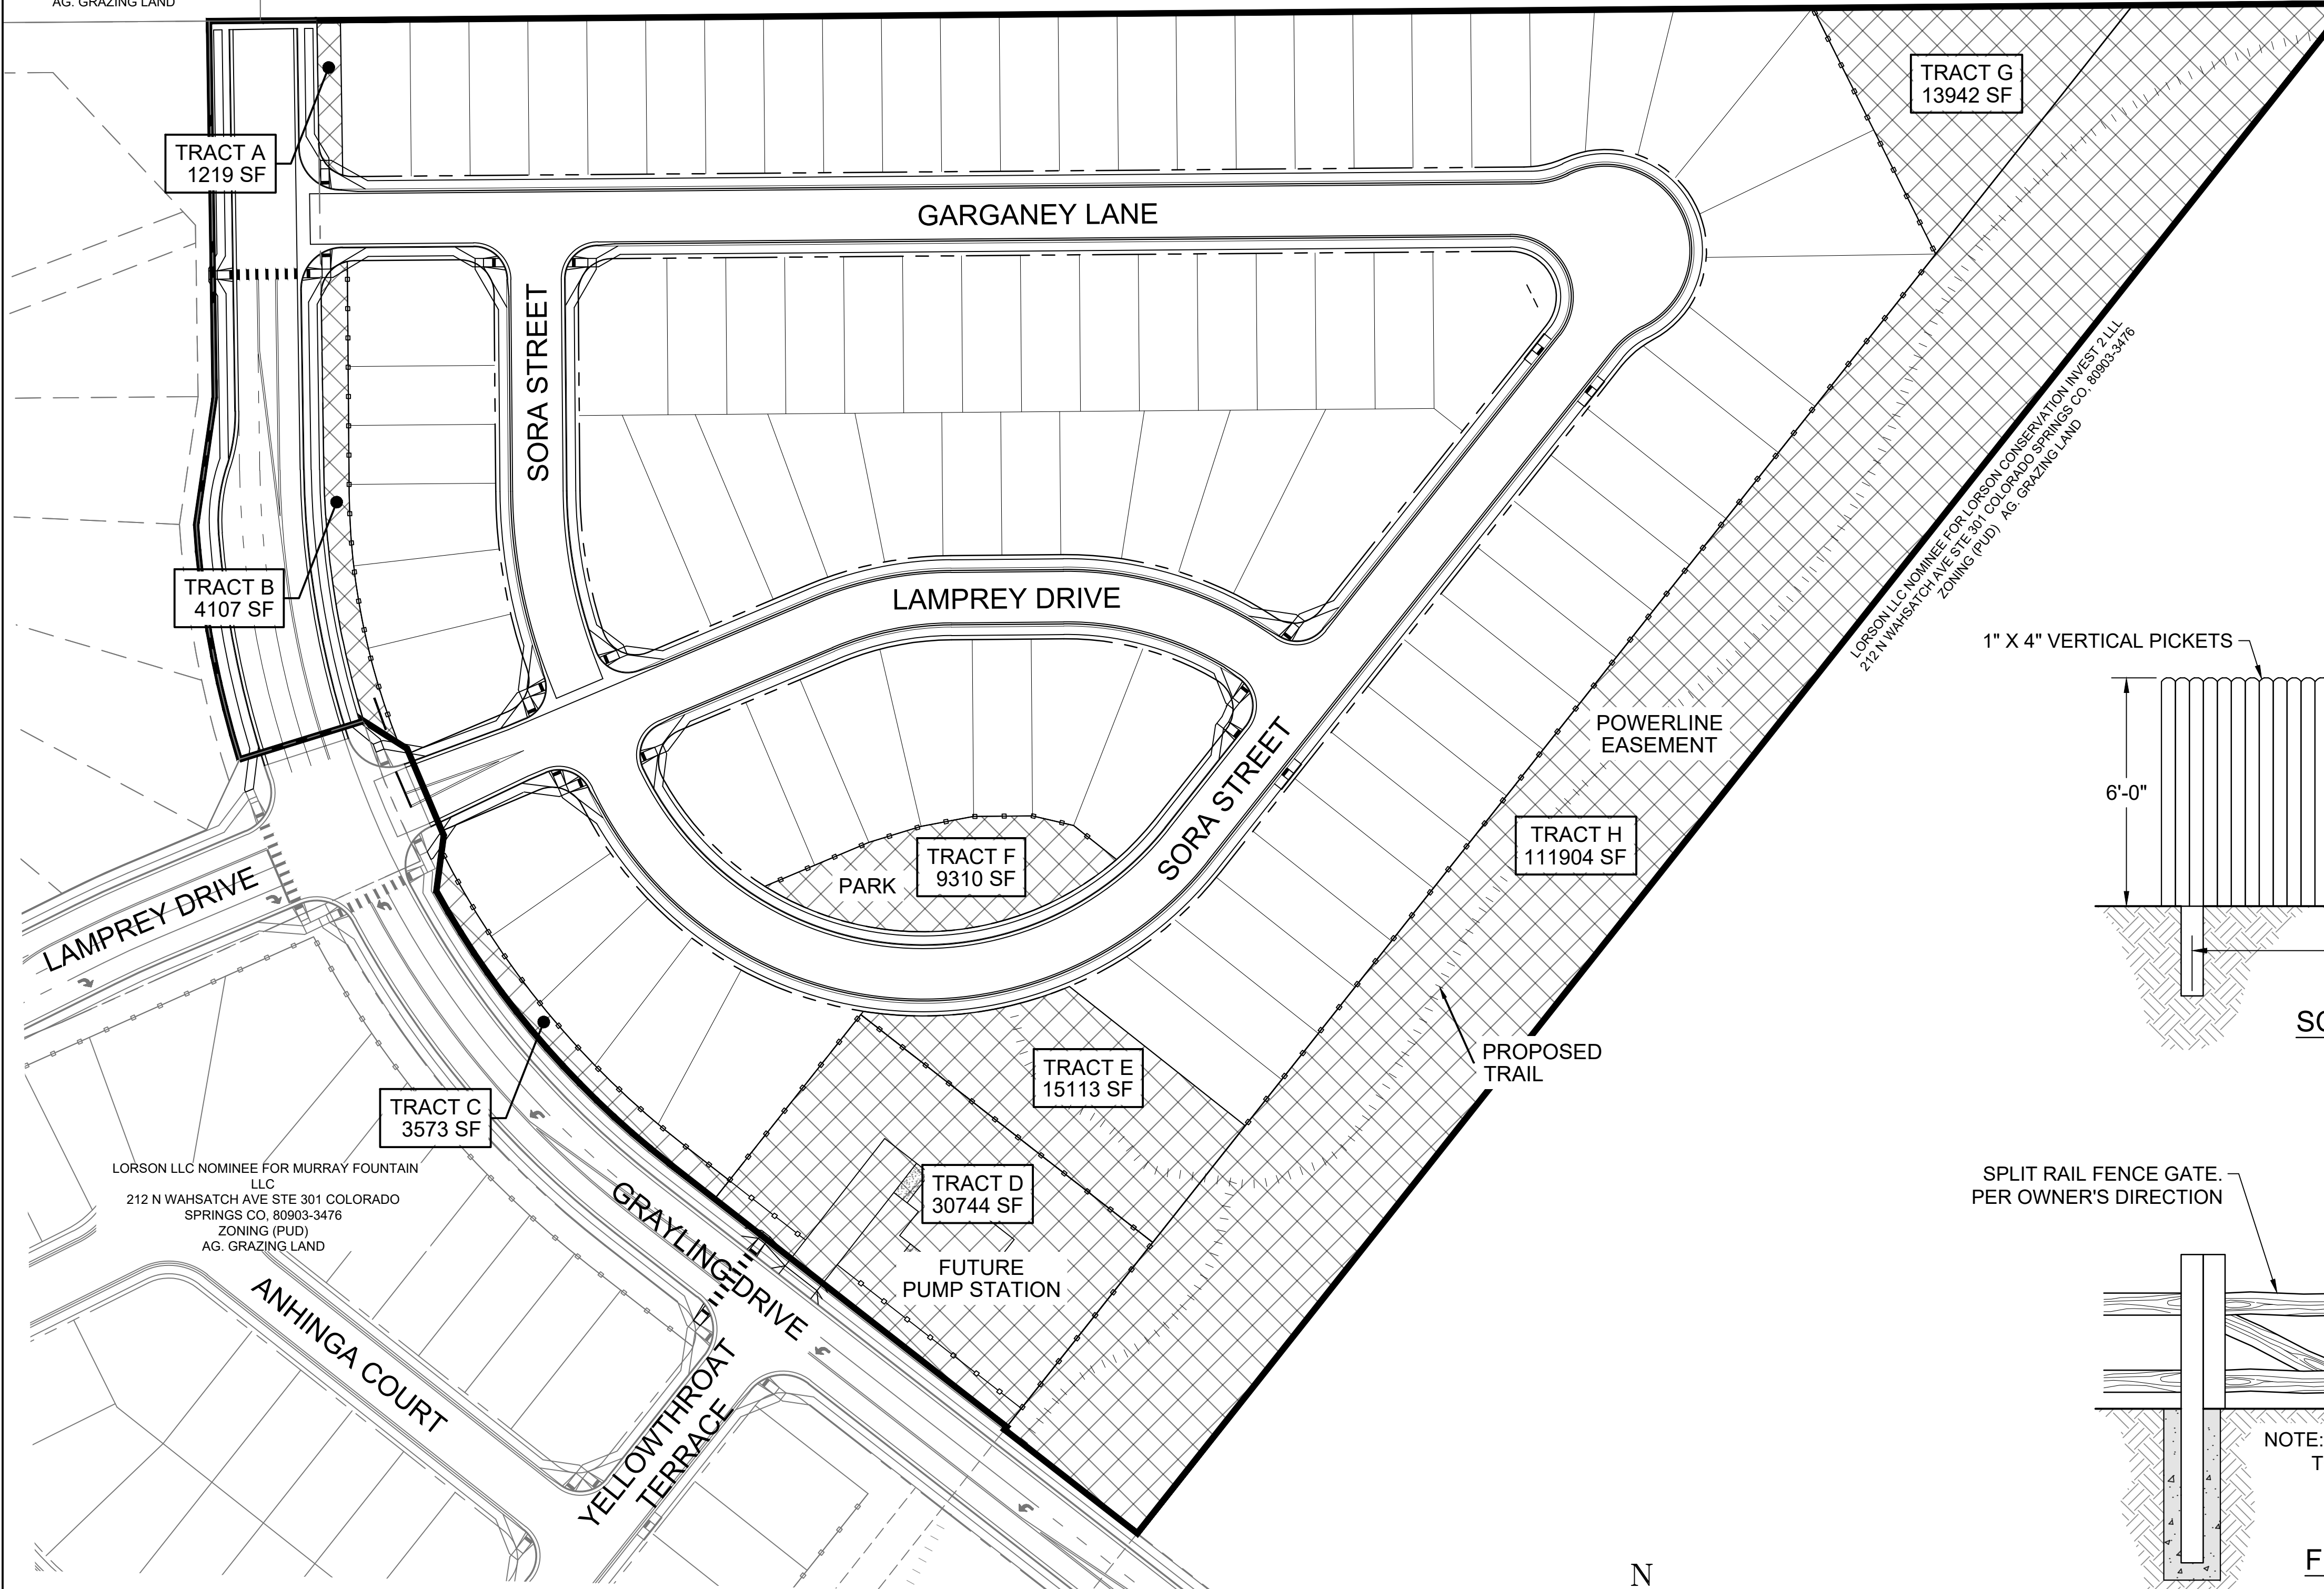 AG. GRAZING LAND
TRACT G
13942 SF
TRACT A
1219 SF
GARGANEY LANE
SORA STREET
LORSON LLC NOMINEE FOR LORSON CONSERVATION INVEST 2 LLL
212 N WAHSATCH AVE STE 301 COLORADO SPRINGS CO, 80903-3476
ZONING (PUD) AG. GRAZING LAND
TRACT B
4107 SF
LAMPREY DRIVE
1" X 4" VERTICAL PICKETS
6'-0"
POWERLINE
EASEMENT
SORA STREET
TRACT H
111904 SF
TRACT F
9310 SF
PARK
LAMPREY DRIVE
PROPOSED
TRAIL
TRACT E
15113 SF
TRACT C
3573 SF
LORSON LLC NOMINEE FOR MURRAY FOUNTAIN
LLC
212 N WAHSATCH AVE STE 301 COLORADO
SPRINGS CO, 80903-3476
ZONING (PUD)
AG. GRAZING LAND
TRACT D
30744 SF
FUTURE
PUMP STATION
GRAYLING DRIVE
ANHINGA COURT
YELLOWTHROAT
TERRACE
SPLIT RAIL FENCE GATE.
PER OWNER'S DIRECTION
NOTE:
N